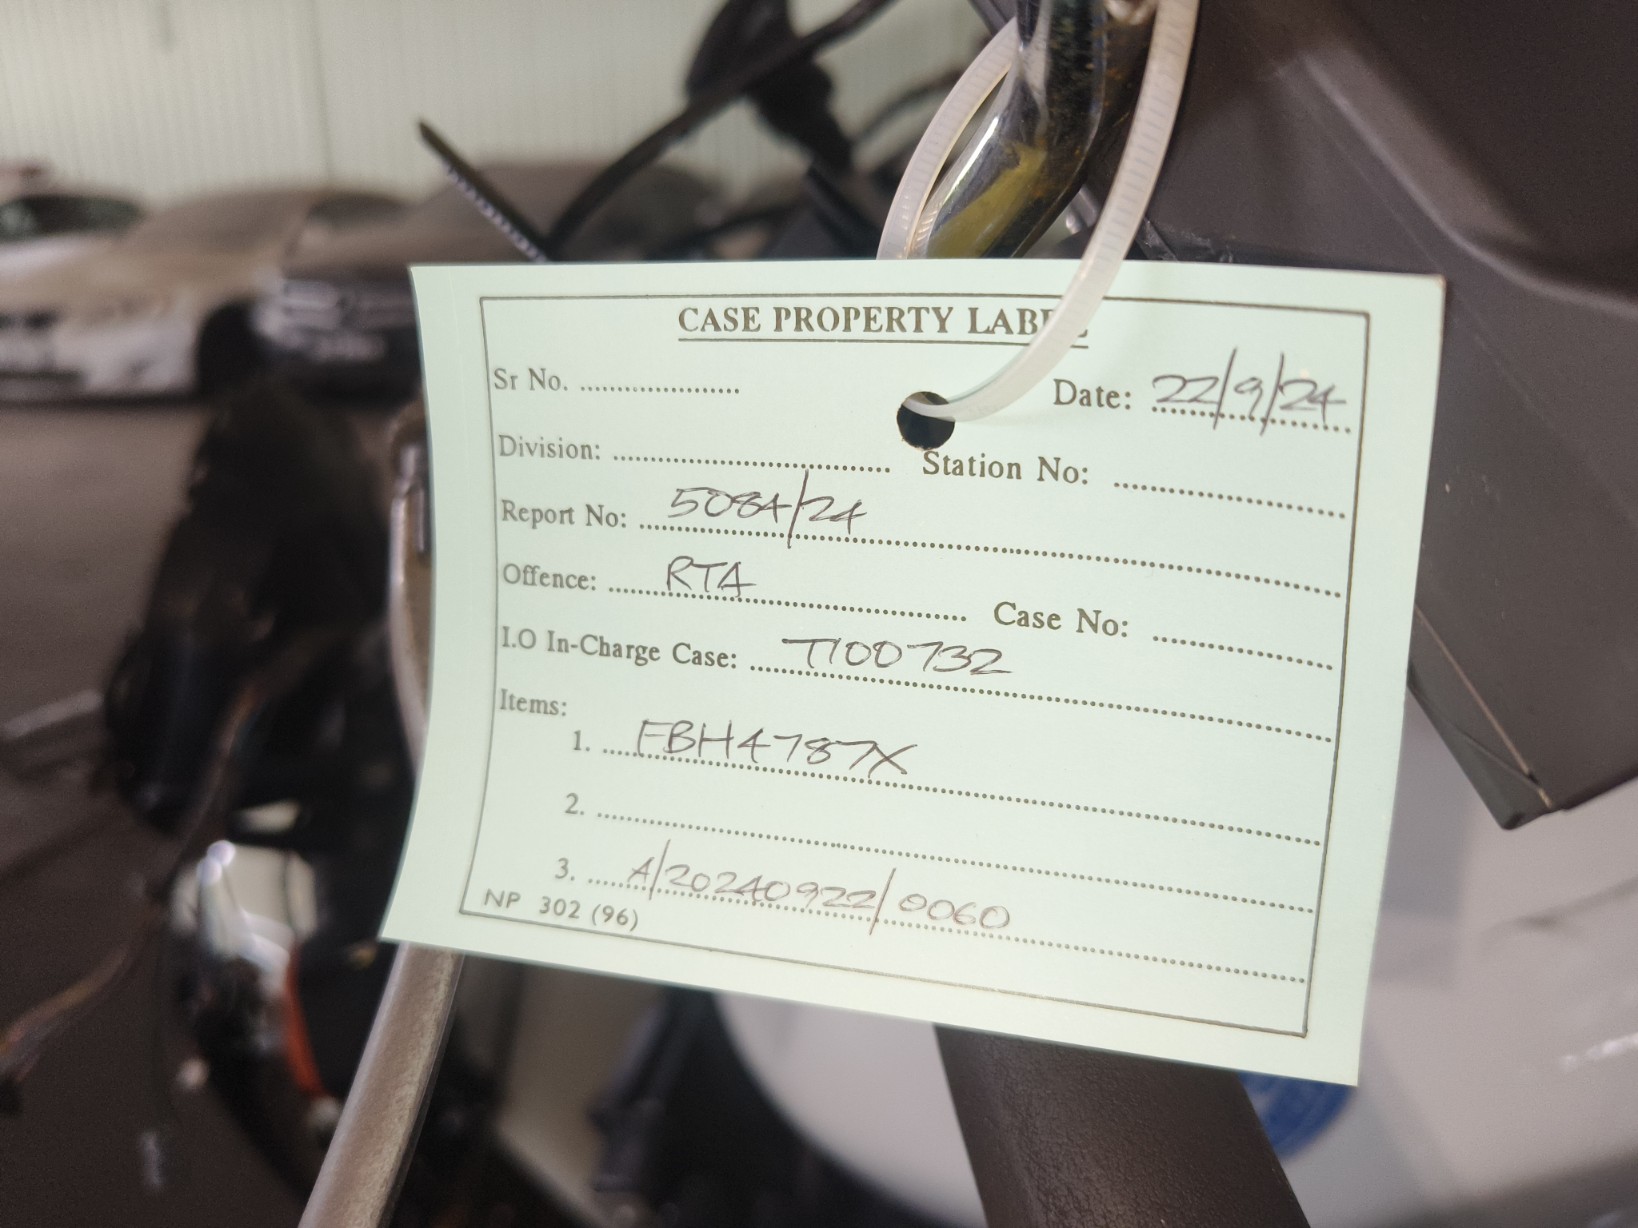 CASE PROPERTY LABEL
Sr No. ....................
Date: 22/9/24
Division: ....................
Station No: ....................
Report No: 5084/24
Offence: RTA
Case No: ....................
I.O In-Charge Case: T100732
Items:
1. FBH4787X
2. ....................
3. A/20240922/0060
NP 302 (96)